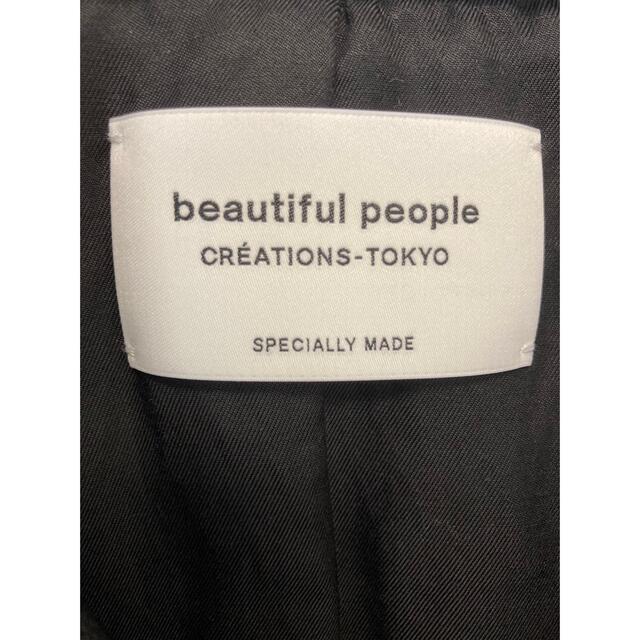 beautiful people
CRÉATIONS-TOKYO
SPECIALLY MADE